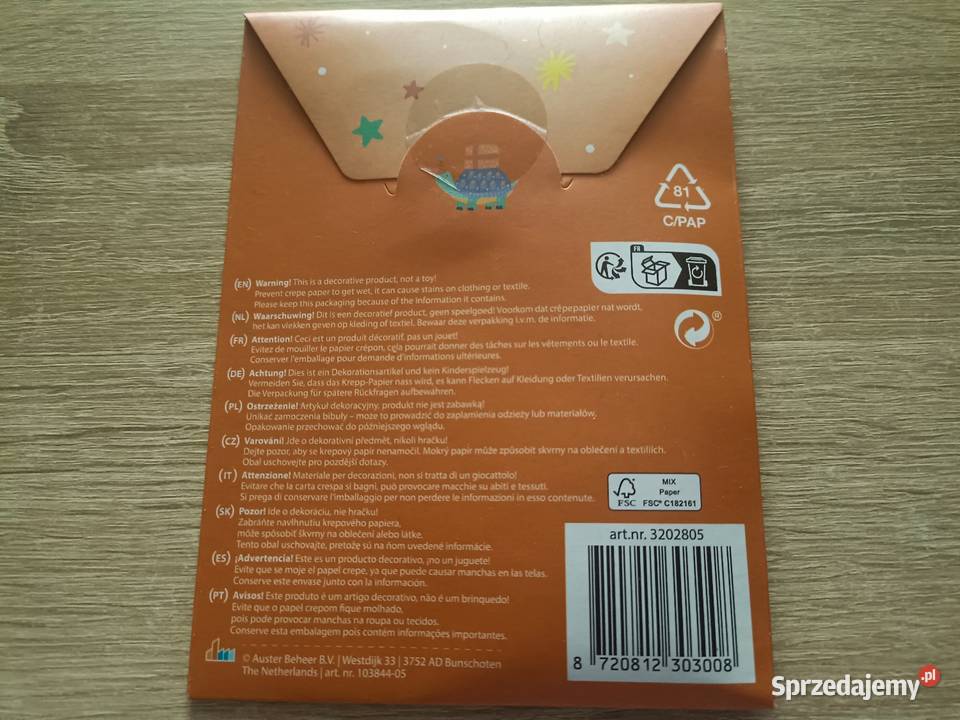 81
C/PAP
FR
(EN) Warning! This is a decorative product, not a toy!
Prevent crepe paper to get wet, it can cause stains on clothing or textile.
Please keep this packaging because of the information it contains.
(NL) Waarschuwing! Dit is een decoratief product, geen speelgoed! Voorkom dat crêpepapier nat wordt,
het kan vlekken geven op kleding of textiel. Bewaar deze verpakking i.v.m. de informatie.
(FR) Attention! Ceci est un produit décoratif, pas un jouet!
Evitez de mouiller le papier crépon, cela pourrait donner des tâches sur les vêtements ou le textile.
Conserver l'emballage pour demande d'informations ultérieures.
(DE) Achtung! Dies ist ein Dekorationsartikel und kein Kinderspielzeug!
Vermeiden Sie, dass das Krepp-Papier nass wird, es kann Flecken auf Kleidung oder Textilien verursachen.
Die Verpackung für spätere Rückfragen aufbewahren.
(PL) Ostrzeżenie! Artykuł dekoracyjny, produkt nie jest zabawką!
Unikać zamoczenia bibuły – może to prowadzić do zaplamienia odzieży lub materiałów.
Opakowanie przechować do późniejszego wglądu.
(CZ) Varování! Jde o dekorativní předmět, nikoli hračku!
Dejte pozor, aby se krepový papír nenamočil. Mokrý papír může způsobit skvrny na oblečení a textiliích.
Obal uschovejte pro pozdější dotazy.
(IT) Attenzione! Materiale per decorazioni, non si tratta di un giocattolo!
Evitare che la carta crespa si bagni, può provocare macchie su abiti e tessuti.
Si prega di conservare l'imballaggio per non perdere le informazioni in esso contenute.
(SK) Pozor! Ide o dekoráciu, nie hračku!
Zabráňte navlhnutiu krepového papiera,
môže spôsobiť skvrny na oblečení alebo látke.
Tento obal uschovajte, pretože sú na ňom uvedené informácie.
(ES) ¡Advertencia! Este es un producto decorativo, ¡no un juguete!
Evite que se moje el papel crepe, ya que puede causar manchas en las telas.
Conserve este envase junto con la información.
(PT) Avisos! Este produto é um artigo decorativo, não é um brinquedo!
Evite que o papel crepom fique molhado,
pois pode provocar manchas na roupa ou tecidos.
Conserve esta embalagem pois contém informações importantes.
© Auster Beheer B.V. | Westdijk 33 | 3752 AD Bunschoten
The Netherlands | art. nr. 103844-05
®
FSC
MIX
Paper
FSC® C182161
art.nr. 3202805
8 720812 303008
Sprzedajemy.pl